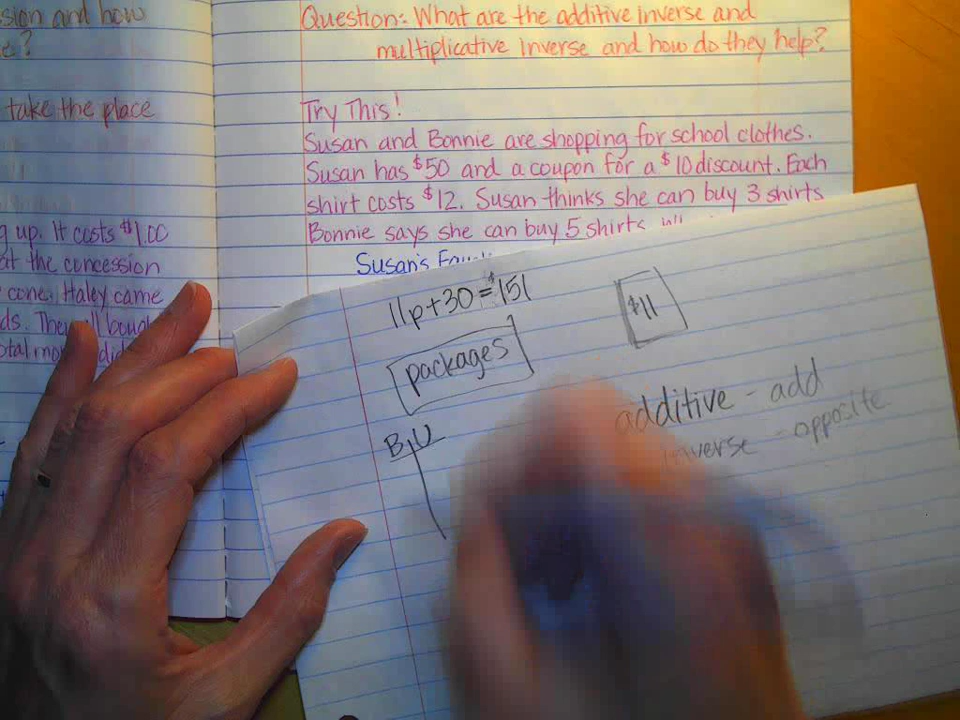 sion and how
e?
take the place
g up. It costs $1.00
at the concession
cone. Haley came
ds. They all bough
otal mon did
Question: What are the additive inverse and
multiplicative inverse and how do they help?
Try This!
Susan and Bonnie are shopping for school clothes.
Susan has $50 and a coupon for a $10 discount. Each
shirt costs $12. Susan thinks she can buy 3 shirts
Bonnie says she can buy 5 shirts
Susan's
11p+30=$151
$11
packages
additive - add
inverse - opposite